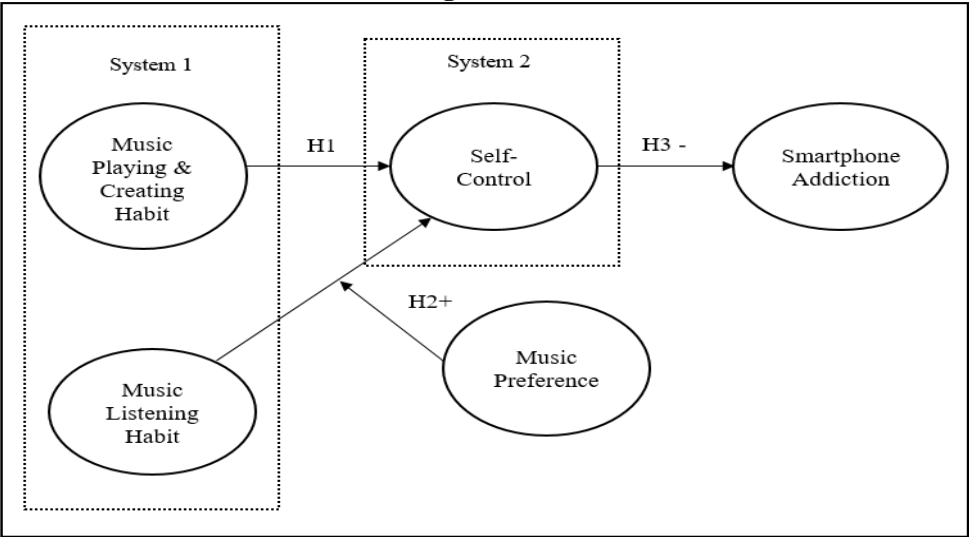 System 1
Music
Playing &
Creating
Habit
H1
System 2
Self-
Control
H3 -
Smartphone
Addiction
H2+
Music
Preference
Music
Listening
Habit